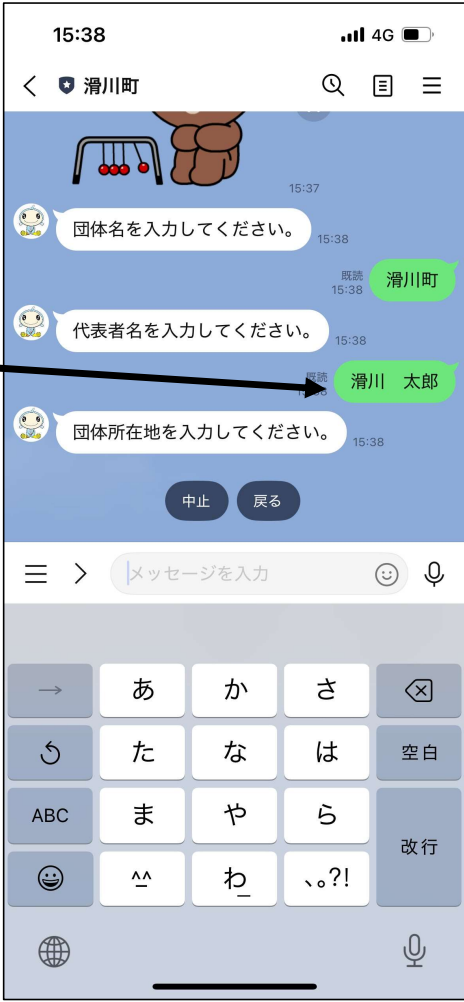 15:38
4G
滑川町
15:37
団体名を入力してください。
15:38
既読
15:38
滑川町
代表者名を入力してください。
15:38
既読
15:38
滑川 太郎
団体所在地を入力してください。
15:38
中止 戻る
メッセージを入力
→ あ か さ
た な は 空白
ABC ま や ら
改行
^^ わ_ 、。?!